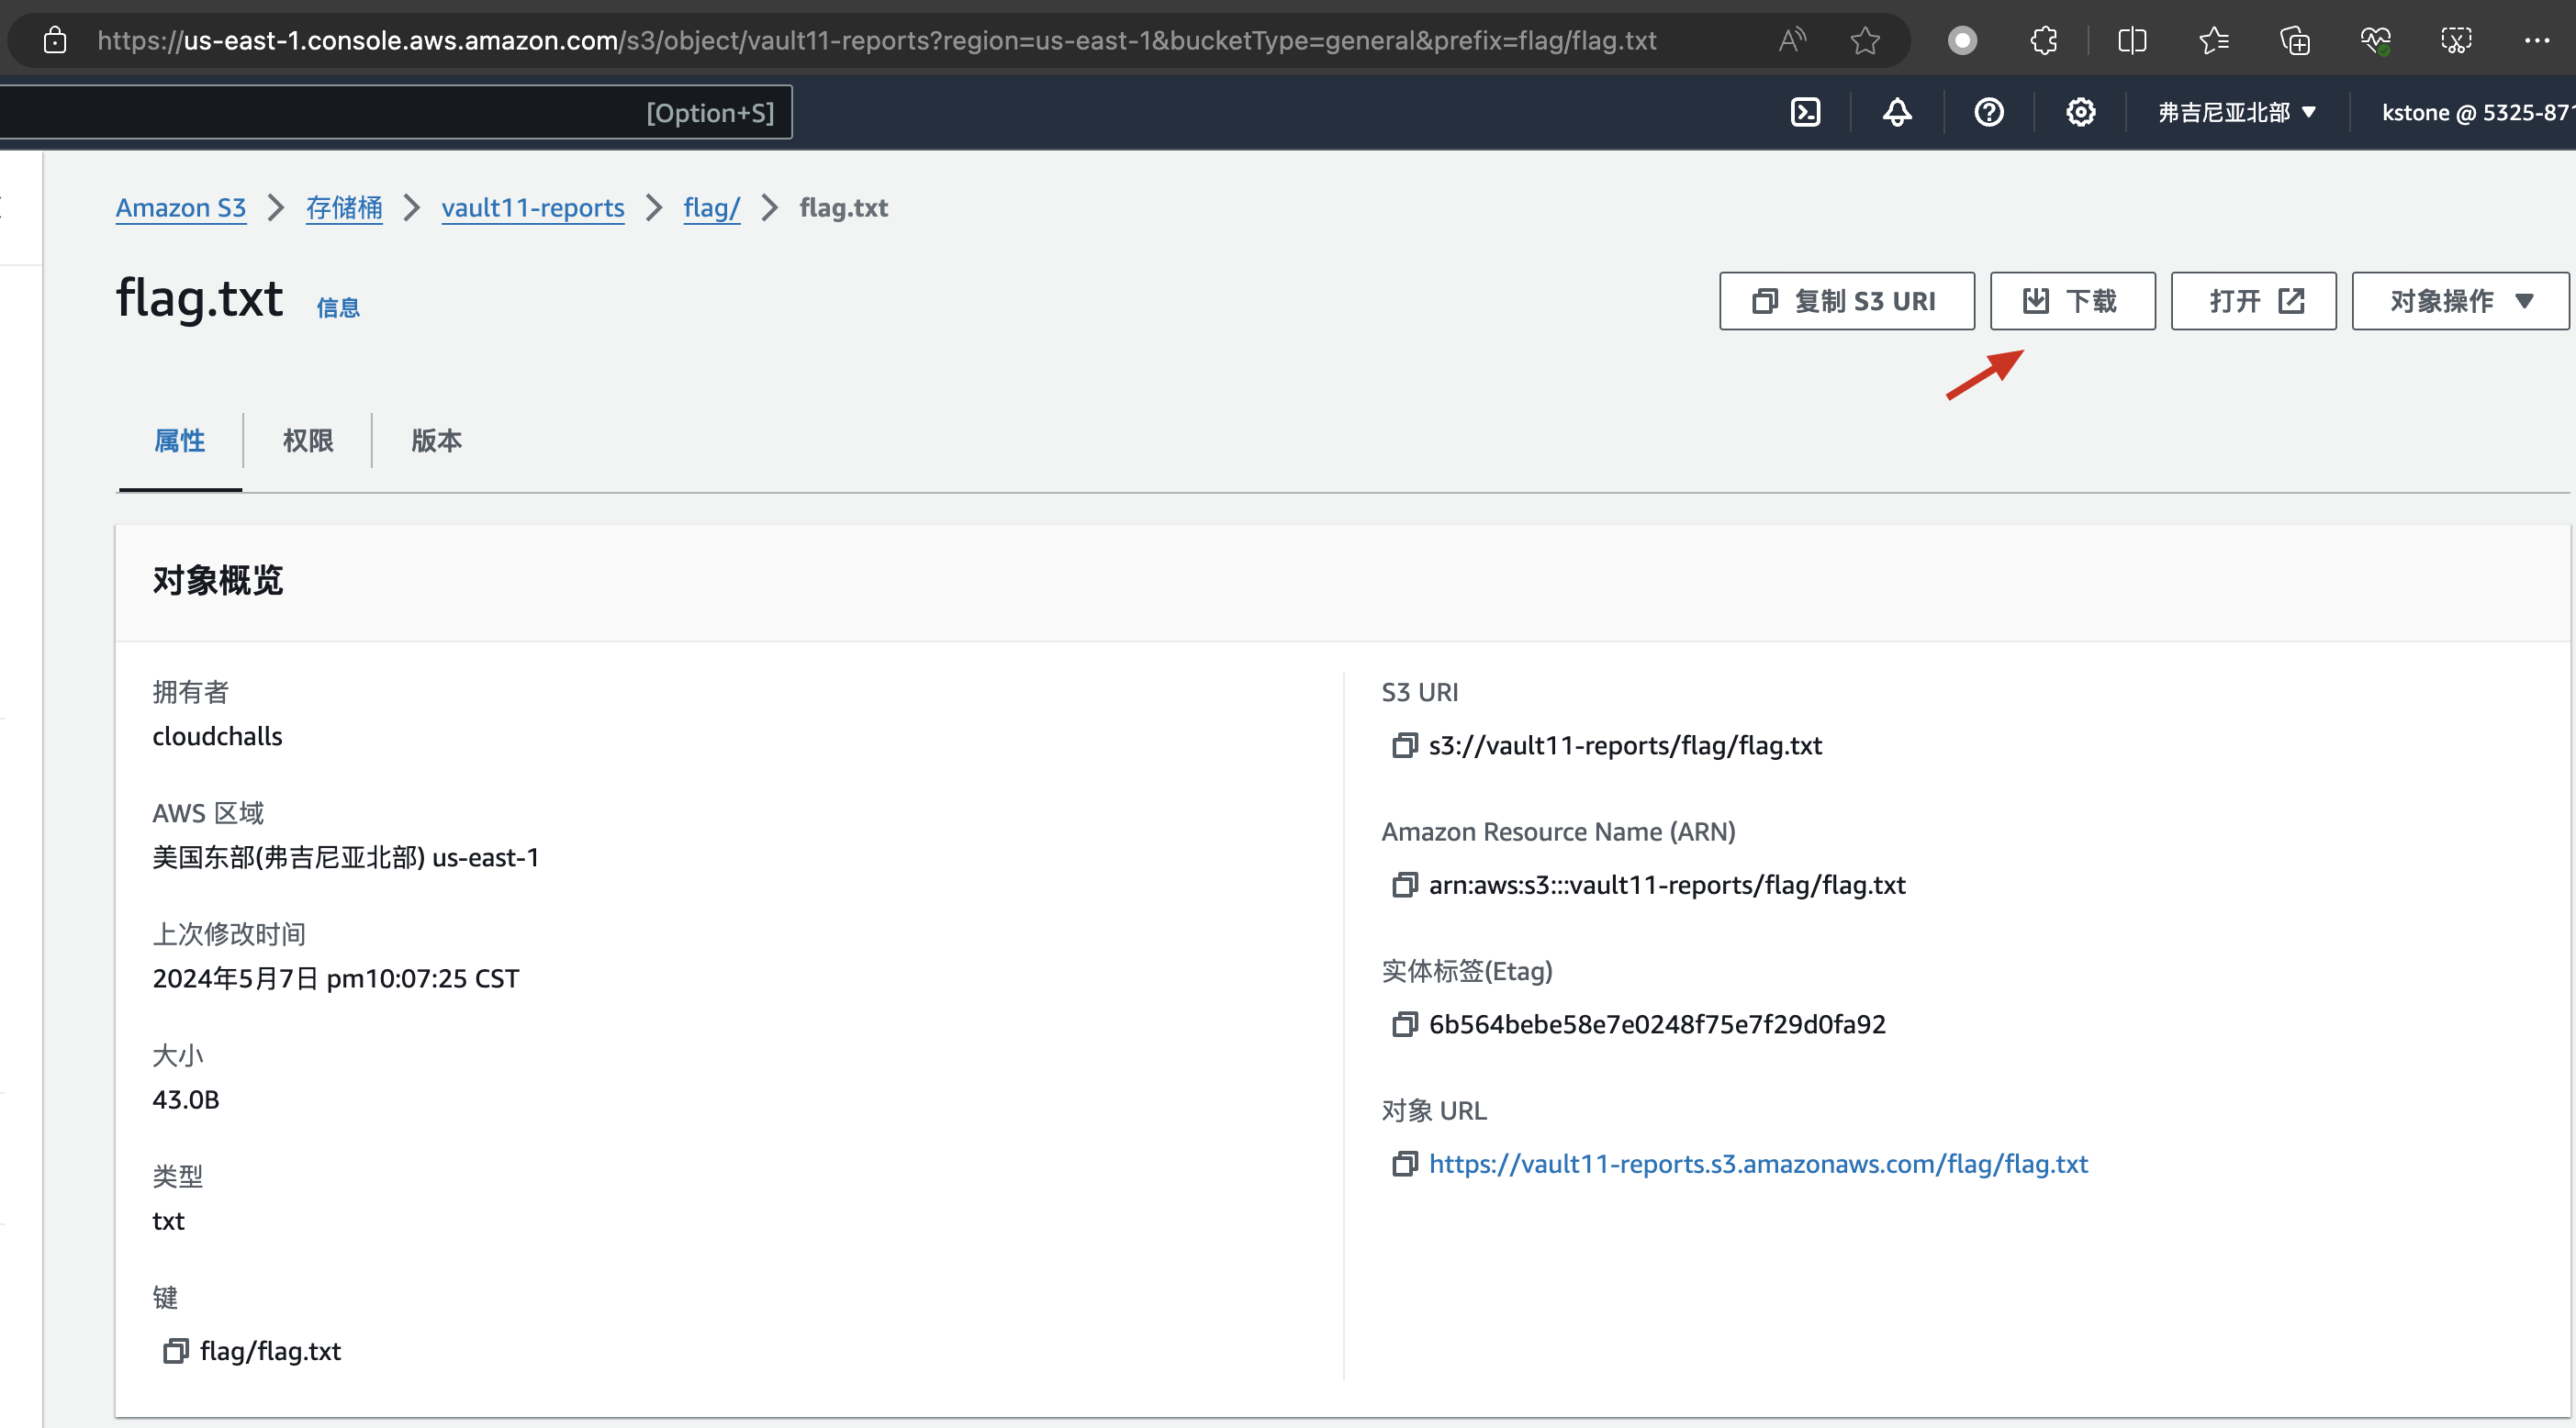 https://us-east-1.console.aws.amazon.com/s3/object/vault11-reports?region=us-east-1&bucketType=general&prefix=flag/flag.txt
[Option+S]
弗吉尼亚北部
kstone @ 5325-871
Amazon S3 存储桶 vault11-reports flag/ flag.txt
flag.txt 信息
复制 S3 URI
下载
打开
对象操作
属性 权限 版本
对象概览
拥有者
cloudchalls
AWS 区域
美国东部(弗吉尼亚北部) us-east-1
上次修改时间
2024年5月7日 pm10:07:25 CST
大小
43.0B
类型
txt
键
flag/flag.txt
S3 URI
s3://vault11-reports/flag/flag.txt
Amazon Resource Name (ARN)
arn:aws:s3:::vault11-reports/flag/flag.txt
实体标签(Etag)
6b564bebe58e7e0248f75e7f29d0fa92
对象 URL
https://vault11-reports.s3.amazonaws.com/flag/flag.txt